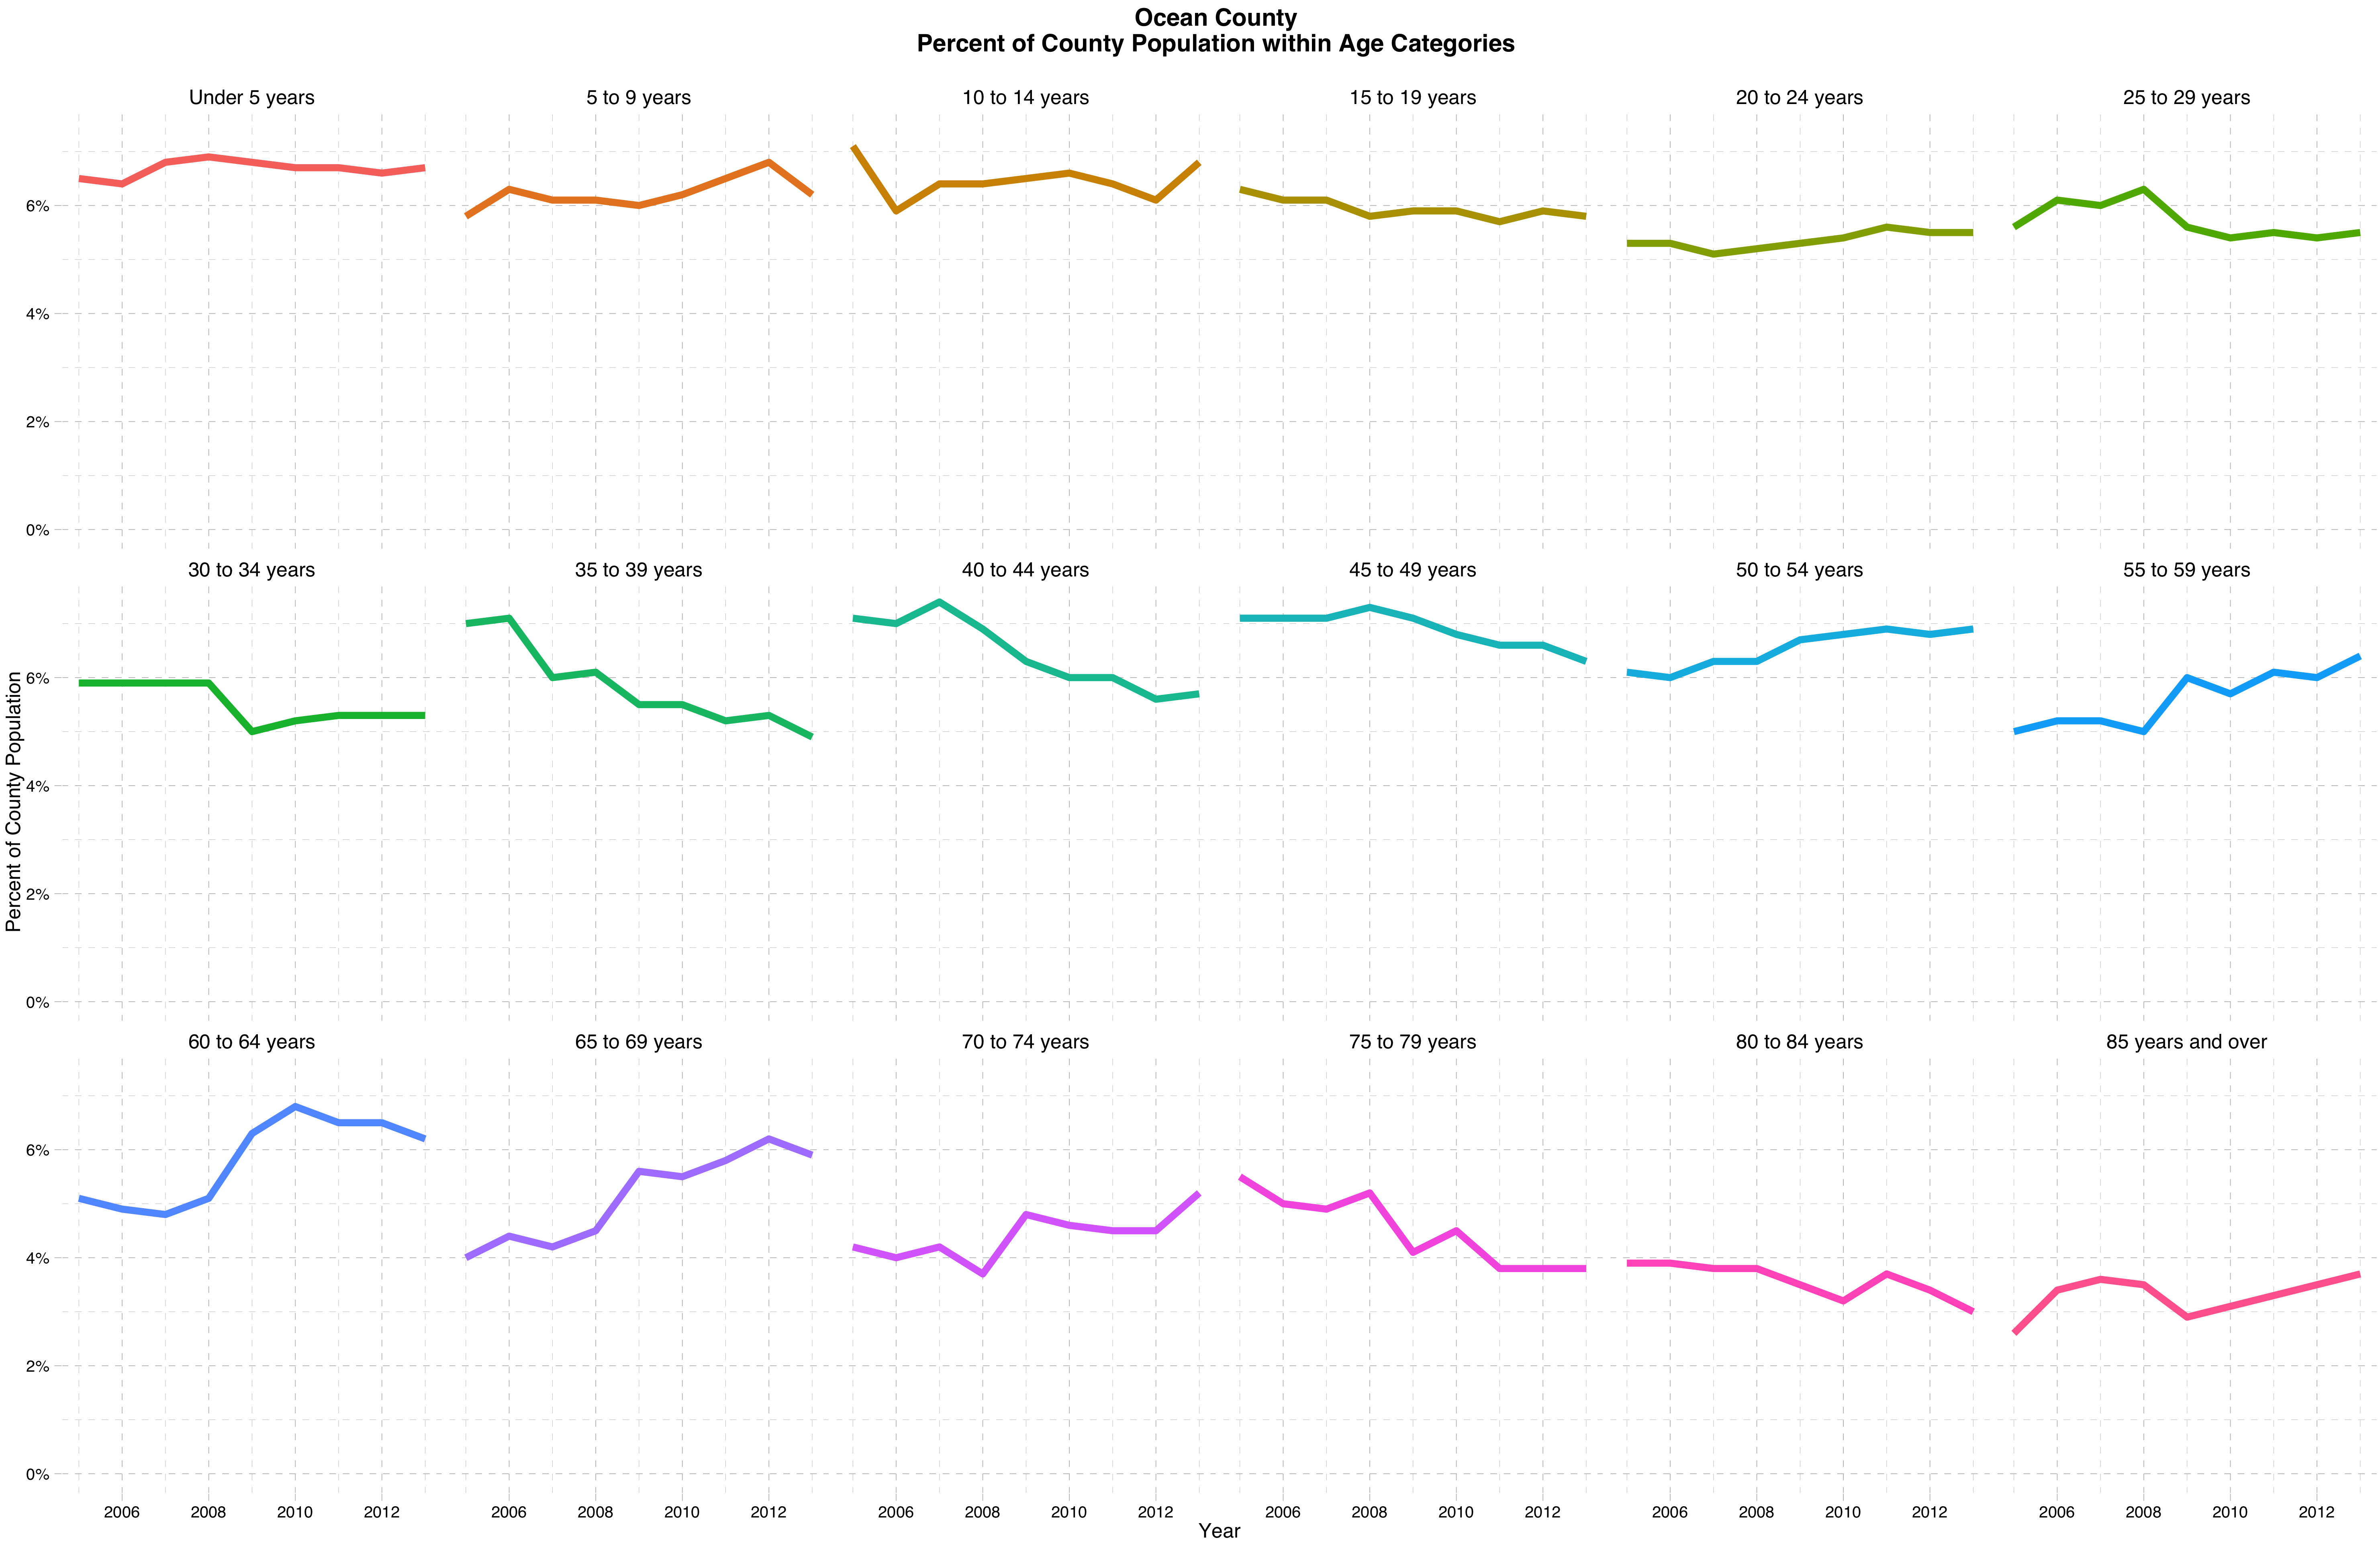 Ocean County
Percent of County Population within Age Categories
Under 5 years
5 to 9 years
10 to 14 years
15 to 19 years
20 to 24 years
25 to 29 years
6%
4%
2%
0%
30 to 34 years
35 to 39 years
40 to 44 years
45 to 49 years
50 to 54 years
55 to 59 years
6%
4%
2%
0%
Percent of County Population
60 to 64 years
65 to 69 years
70 to 74 years
75 to 79 years
80 to 84 years
85 years and over
6%
4%
2%
0%
2006 2008 2010 2012
2006 2008 2010 2012
2006 2008 2010 2012
2006 2008 2010 2012
2006 2008 2010 2012
2006 2008 2010 2012
Year